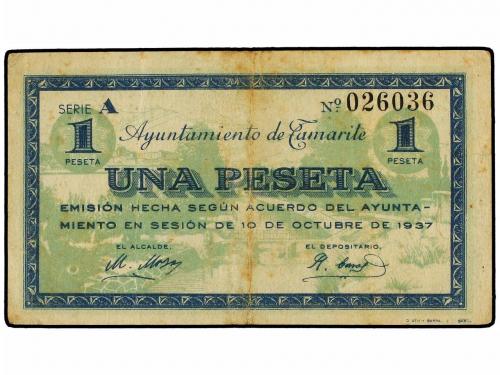 SERIE A Nº 026036
1 Ayuntamiento de Tamarite 1
PESETA PESETA
UNA PESETA
EMISIÓN HECHA SEGÚN ACUERDO DEL AYUNTA-
MIENTO EN SESIÓN DE 10 DE OCTUBRE DE 1937
EL ALCALDE, EL DEPOSITARIO,